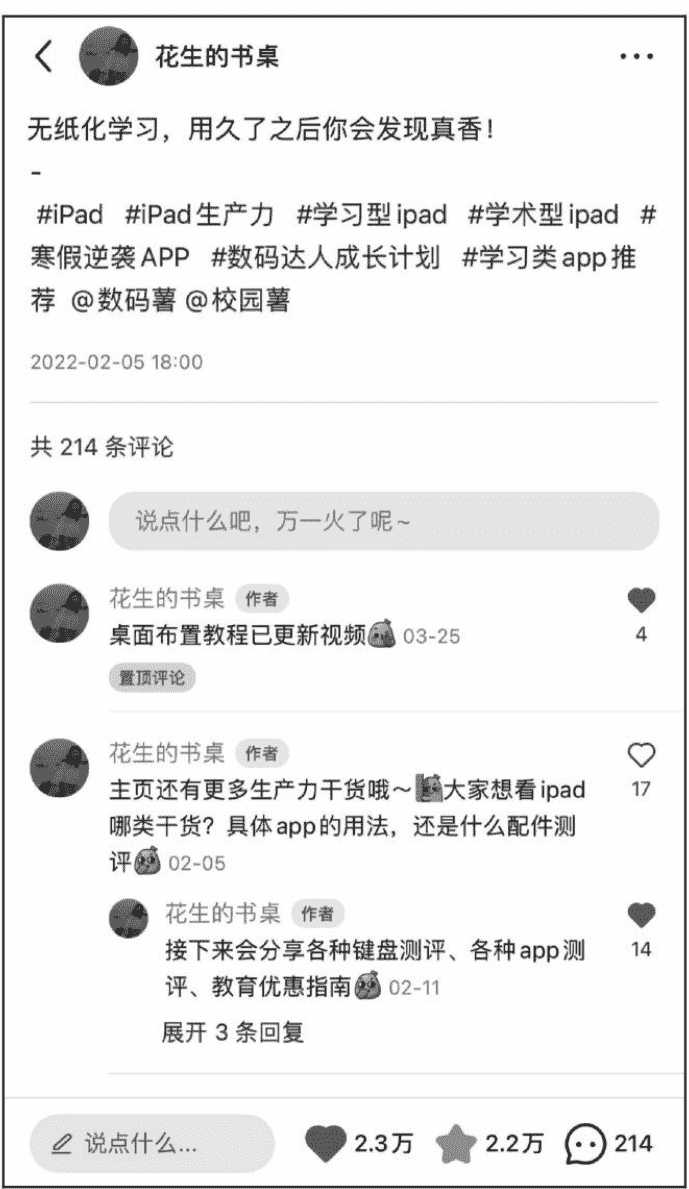 花生的书桌
无纸化学习，用久了之后你会发现真香！
-
#iPad #iPad生产力 #学习型ipad #学术型ipad #
寒假逆袭APP #数码达人成长计划 #学习类app推
荐 @数码薯 @校园薯
2022-02-05 18:00
共 214 条评论
说点什么吧，万一火了呢~
花生的书桌 作者
桌面布置教程已更新视频 03-25
4
置顶评论
花生的书桌 作者
主页还有更多生产力干货哦～大家想看ipad
17
哪类干货？具体app的用法，还是什么配件测
评 02-05
花生的书桌 作者
接下来会分享各种键盘测评、各种app测
14
评、教育优惠指南 02-11
展开 3 条回复
说点什么... 2.3万 2.2万 214